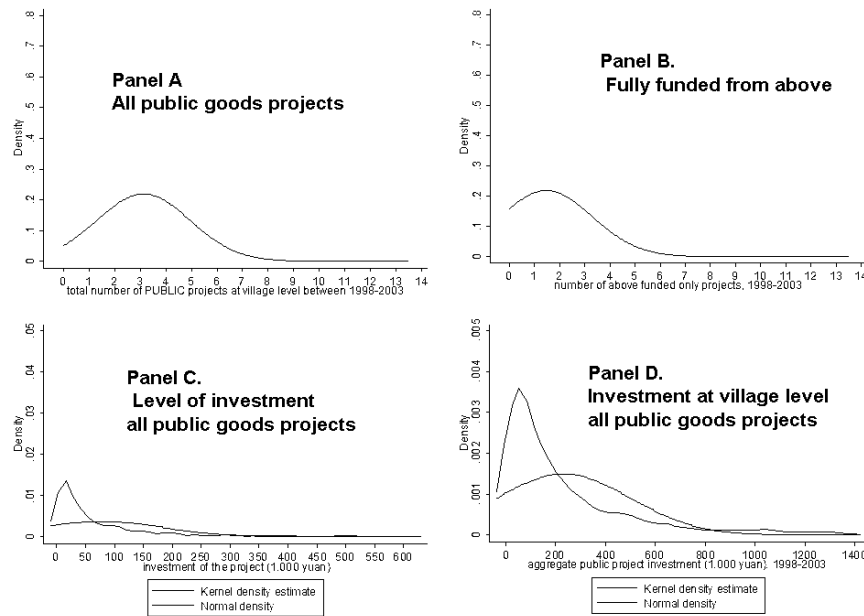 Panel A
All public goods projects
Density
0 .1 .2 .3 .4 .5 .6 .7 .8
0 1 2 3 4 5 6 7 8 9 10 11 12 13 14
total number of PUBLIC projects at village level between 1998-2003
Panel B.
Fully funded from above
Density
0 .1 .2 .3 .4 .5 .6 .7 .8
0 1 2 3 4 5 6 7 8 9 10 11 12 13 14
number of above funded only projects, 1998-2003
Panel C.
Level of investment
all public goods projects
Density
0 .01 .02 .03 .04 .05
0 50 100 150 200 250 300 350 400 450 500 550 600
investment of the project (1.000 yuan)
Kernel density estimate
Normal density
Panel D.
Investment at village level
all public goods projects
Density
0 .001 .002 .003 .004 .005
0 200 400 600 800 1000 1200 1400
aggregate public project investment (1.000 yuan). 1998-2003
Kernel density estimate
Normal density